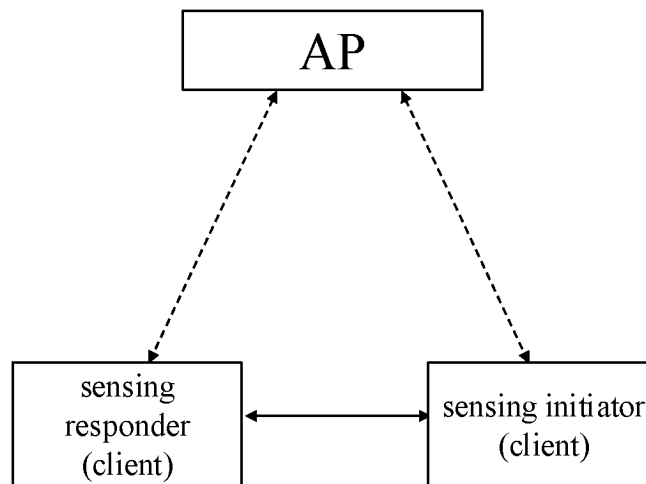 AP
sensing
responder
(client)
sensing initiator
(client)